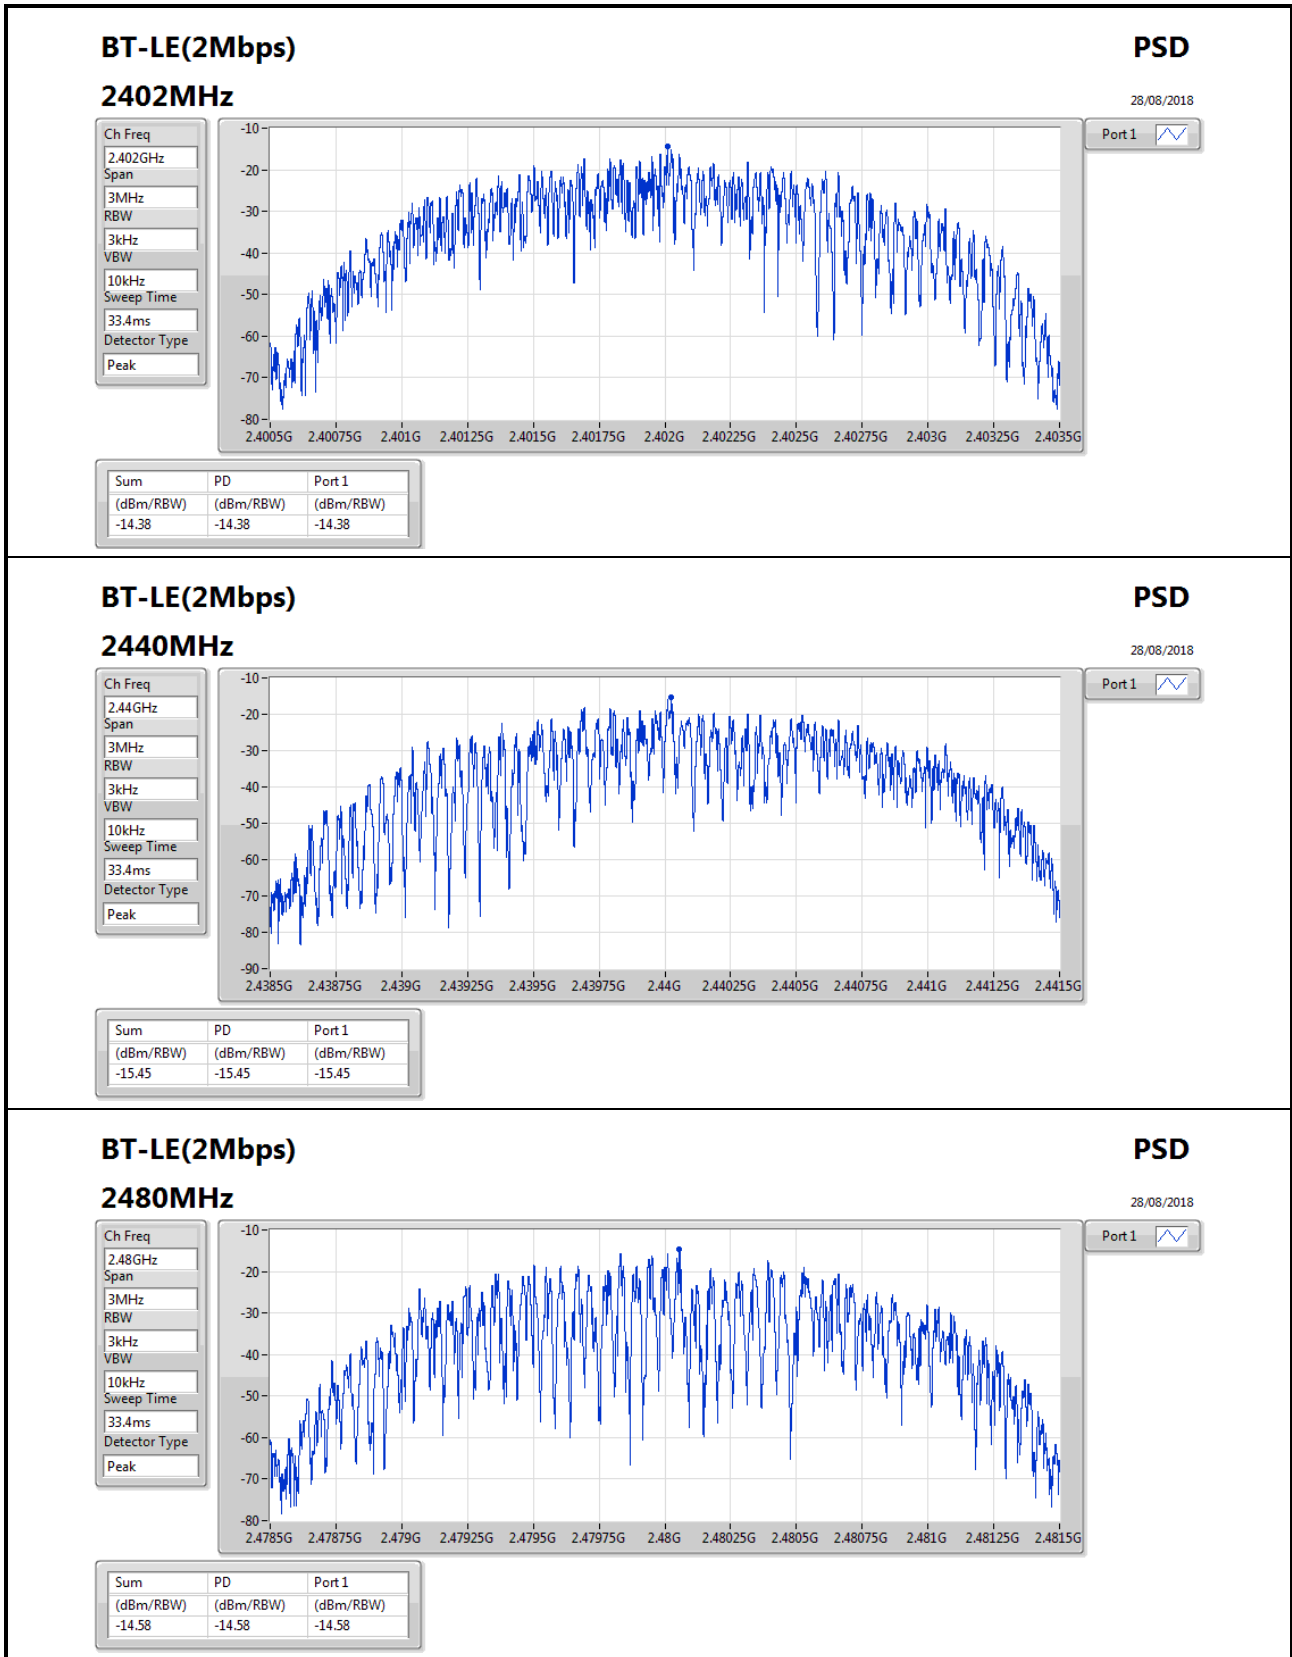 BT-LE(2Mbps)
PSD
2402MHz
28/08/2018
Ch Freq
2.402GHz
Span
3MHz
RBW
3kHz
VBW
10kHz
Sweep Time
33.4ms
Detector Type
Peak
-10
-20
-30
-40
-50
-60
-70
-80
2.4005G 2.40075G 2.401G 2.40125G 2.4015G 2.40175G 2.402G 2.40225G 2.4025G 2.40275G 2.403G 2.40325G 2.4035G
Port 1
Sum PD Port 1
(dBm/RBW) (dBm/RBW) (dBm/RBW)
-14.38 -14.38 -14.38
BT-LE(2Mbps)
PSD
2440MHz
28/08/2018
Ch Freq
2.44GHz
Span
3MHz
RBW
3kHz
VBW
10kHz
Sweep Time
33.4ms
Detector Type
Peak
-10
-20
-30
-40
-50
-60
-70
-80
-90
2.4385G 2.43875G 2.439G 2.43925G 2.4395G 2.43975G 2.44G 2.44025G 2.4405G 2.44075G 2.441G 2.44125G 2.4415G
Port 1
Sum PD Port 1
(dBm/RBW) (dBm/RBW) (dBm/RBW)
-15.45 -15.45 -15.45
BT-LE(2Mbps)
PSD
2480MHz
28/08/2018
Ch Freq
2.48GHz
Span
3MHz
RBW
3kHz
VBW
10kHz
Sweep Time
33.4ms
Detector Type
Peak
-10
-20
-30
-40
-50
-60
-70
-80
2.4785G 2.47875G 2.479G 2.47925G 2.4795G 2.47975G 2.48G 2.48025G 2.4805G 2.48075G 2.481G 2.48125G 2.4815G
Port 1
Sum PD Port 1
(dBm/RBW) (dBm/RBW) (dBm/RBW)
-14.58 -14.58 -14.58